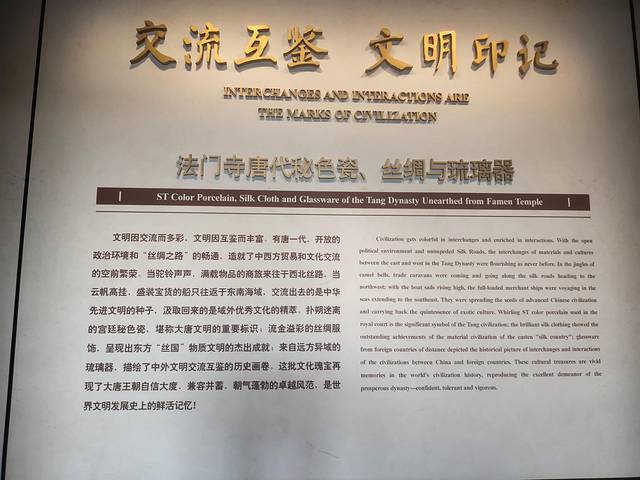 交流互鉴 文明印记
INTERCHANGES AND INTERACTIONS ARE
THE MARKS OF CIVILIZATION
法门寺唐代秘色瓷、丝绸与琉璃器
ST Color Porcelain, Silk Cloth and Glassware of the Tang Dynasty Unearthed from Famen Temple
文明因交流而多彩，文明因互鉴而丰富。有唐一代，开放的
政治环境和“丝绸之路”的畅通，造就了中西方贸易和文化交流
的空前繁荣。当驼铃声声，满载物品的商旅来往于西北丝路，当
云帆高挂，盛装宝货的船只往返于东南海域，交流出去的是中华
先进文明的种子，汲取回来的是域外优秀文化的精萃。扑朔迷离
的宫廷秘色瓷，堪称大唐文明的重要标识；流金溢彩的丝绸服
饰，呈现出东方“丝国”物质文明的杰出成就；来自远方异域的
琉璃器，描绘了中外文明交流互鉴的历史画卷。这批文化瑰宝再
现了大唐王朝自信大度、兼容并蓄、朝气蓬勃的卓越风范，是世
界文明发展史上的鲜活记忆！
Civilization gets colorful in interchanges and enriched in interactions. With the open
political environment and unimpeded Silk Roads, the interchanges of materials and cultures
between the east and west in the Tang Dynasty were flourishing as never before. In the jingles of
camel bells, trade caravans were coming and going along the silk roads heading to the
northwest; with the boat sails rising high, the full-loaded merchant ships were voyaging in the
seas extending to the southeast. They were spreading the seeds of advanced Chinese civilization
and carrying back the quintessence of exotic culture. Whirling ST color porcelain used in the
royal court is the significant symbol of the Tang civilization; the brilliant silk clothing showed the
outstanding achievements of the material civilization of the easten "silk country"; glassware
from foreign countries of distance depicted the historical picture of interchanges and interactions
of the civilizations between China and foreign countries. These cultural treasures are vivid
memories in the world's civilization history, reproducing the excellent demeanor of the
prosperous dynasty—confident, tolerant and vigorous.